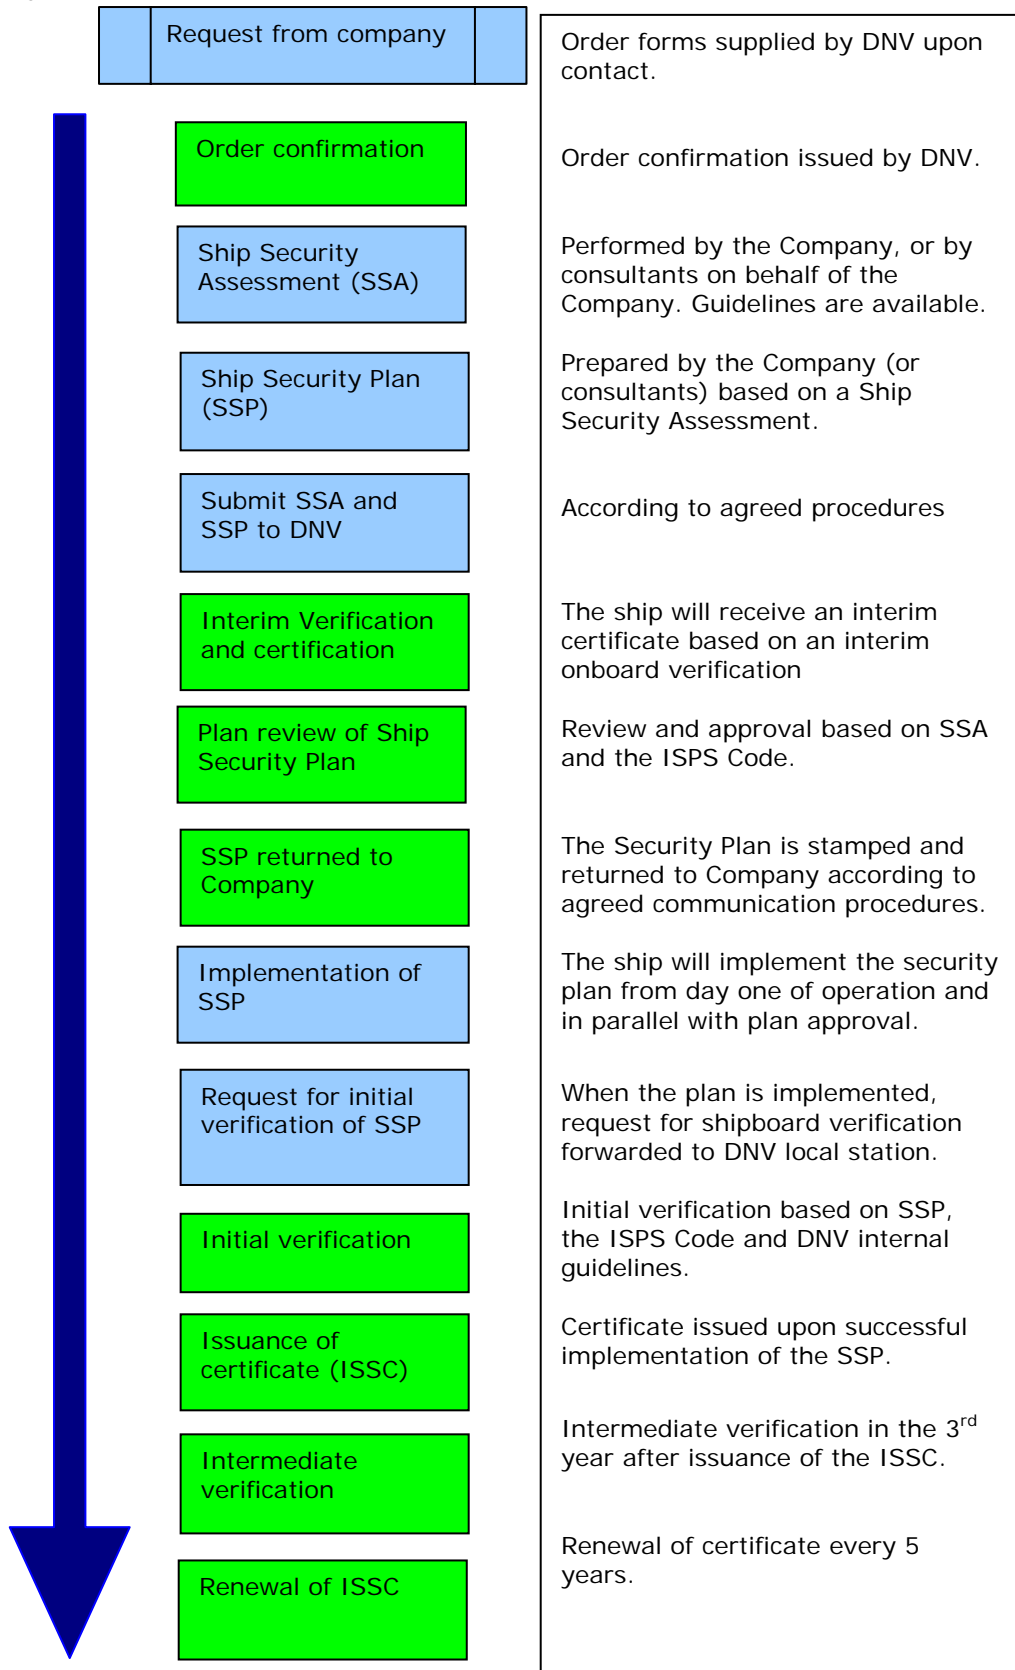 Request from company
Order forms supplied by DNV upon
contact.
Order confirmation
Order confirmation issued by DNV.
Ship Security
Assessment (SSA)
Performed by the Company, or by
consultants on behalf of the
Company. Guidelines are available.
Ship Security Plan
(SSP)
Prepared by the Company (or
consultants) based on a Ship
Security Assessment.
Submit SSA and
SSP to DNV
According to agreed procedures
Interim Verification
and certification
The ship will receive an interim
certificate based on an interim
onboard verification
Plan review of Ship
Security Plan
Review and approval based on SSA
and the ISPS Code.
SSP returned to
Company
The Security Plan is stamped and
returned to Company according to
agreed communication procedures.
Implementation of
SSP
The ship will implement the security
plan from day one of operation and
in parallel with plan approval.
Request for initial
verification of SSP
When the plan is implemented,
request for shipboard verification
forwarded to DNV local station.
Initial verification
Initial verification based on SSP,
the ISPS Code and DNV internal
guidelines.
Issuance of
certificate (ISSC)
Certificate issued upon successful
implementation of the SSP.
Intermediate
verification
Intermediate verification in the 3rd
year after issuance of the ISSC.
Renewal of ISSC
Renewal of certificate every 5
years.